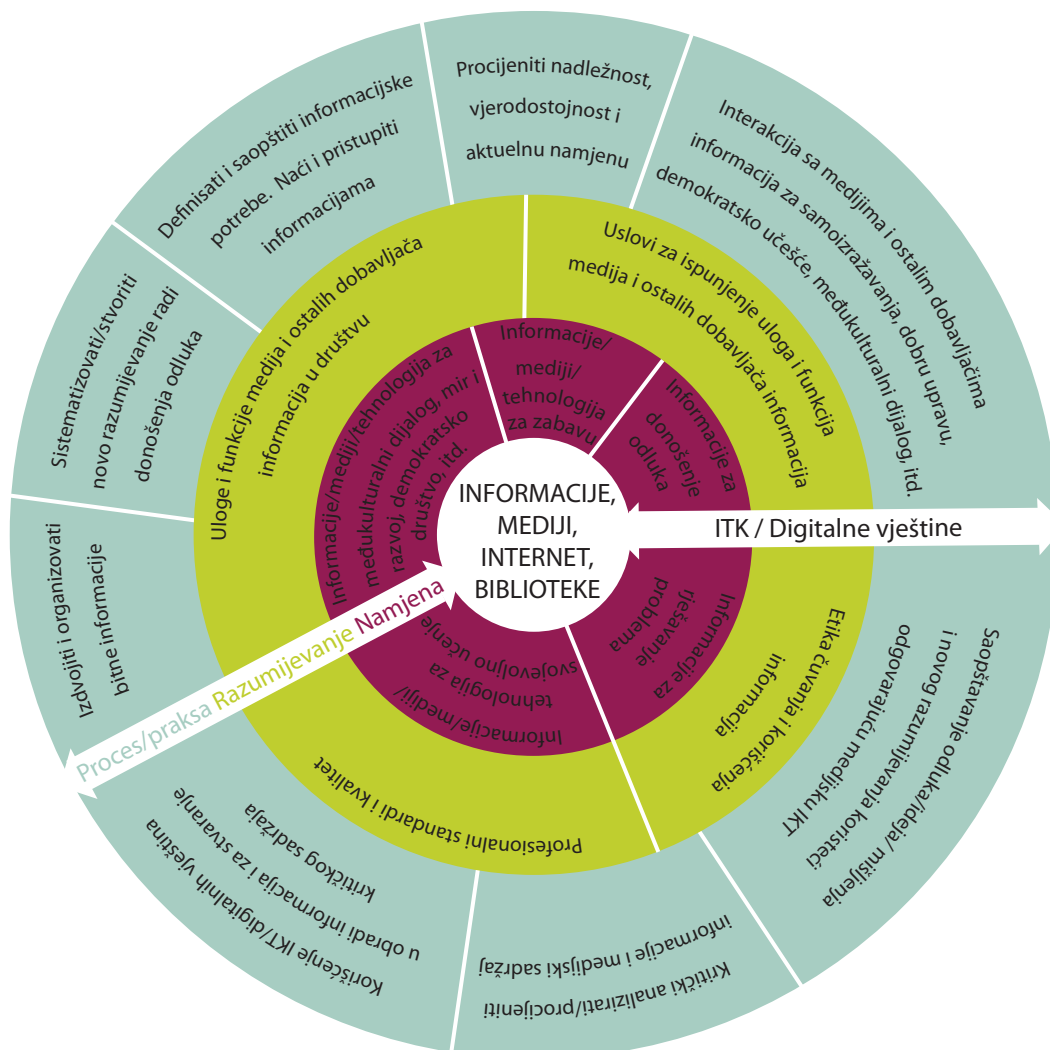 Procijeniti nadležnost,
vjerodostojnost i
aktuelnu namjenu
Interakcija sa medijima i ostalim dobavljačima
informacija za samoizražavanja, dobru upravu,
demokratsko učešće, međukulturalni dijalog, itd.
Saopštavanje odluka/ideja/ mišljenja
i novog razumijevanja koristeći
odgovarajuću medijsku IKT
Kritički analizirati/procijeniti
informacije i medijski sadržaj
Korišćenje IKT/digitalnih vještina
u obradi informacija i za stvaranje
kritičkog sadržaja
Izdvojiti i organizovati
bitne informacije
Sistematizovati/stvoriti
novo razumijevanje radi
donošenja odluka
Definisati i saopštiti informacijske
potrebe. Naći i pristupiti
informacijama
Uslovi za ispunjenje uloga i funkcija
medija i ostalih dobavljača informacija
Etika čuvanja i korišćenja
informacija
Profesionalni standardi i kvalitet
Uloge i funkcije medija i ostalih dobavljača
informacija u društvu
Informacije/
mediji/
tehnologija
za zabavu
Informacije za
donošenje
odluka
Informacije za
rješavanje
problema
Informacije/mediji/
tehnologija za
svojevoljno učenje
Informacije/mediji/tehnologija za
međukulturalni dijalog, mir i
razvoj, demokratsko
društvo, itd.
INFORMACIJE,
MEDIJI,
INTERNET,
BIBLIOTEKE
ITK / Digitalne vještine
Proces/praksa Razumijevanje Namjena